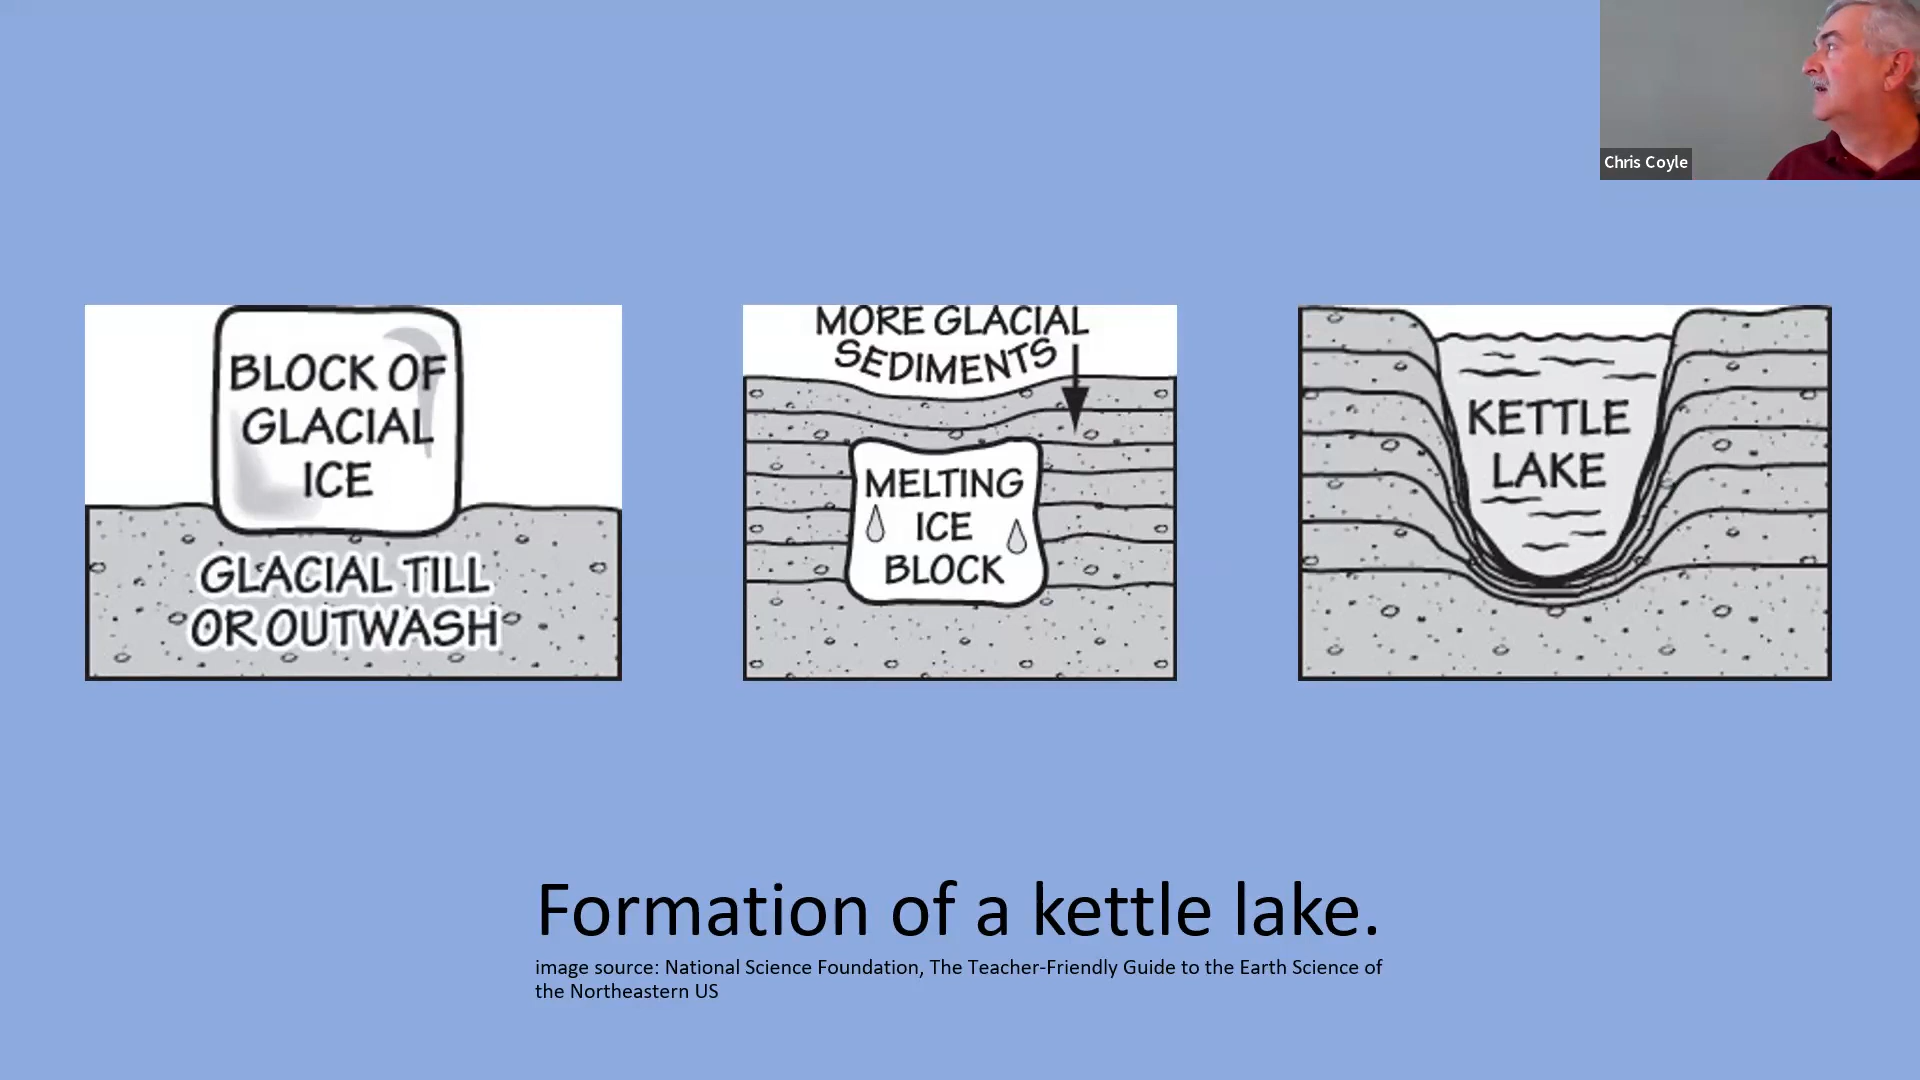 Chris Coyle
BLOCK OF
GLACIAL
ICE
GLACIAL TILL
OR OUTWASH
MORE GLACIAL
SEDIMENTS
MELTING
ICE
BLOCK
KETTLE
LAKE
Formation of a kettle lake.
image source: National Science Foundation, The Teacher-Friendly Guide to the Earth Science of
the Northeastern US